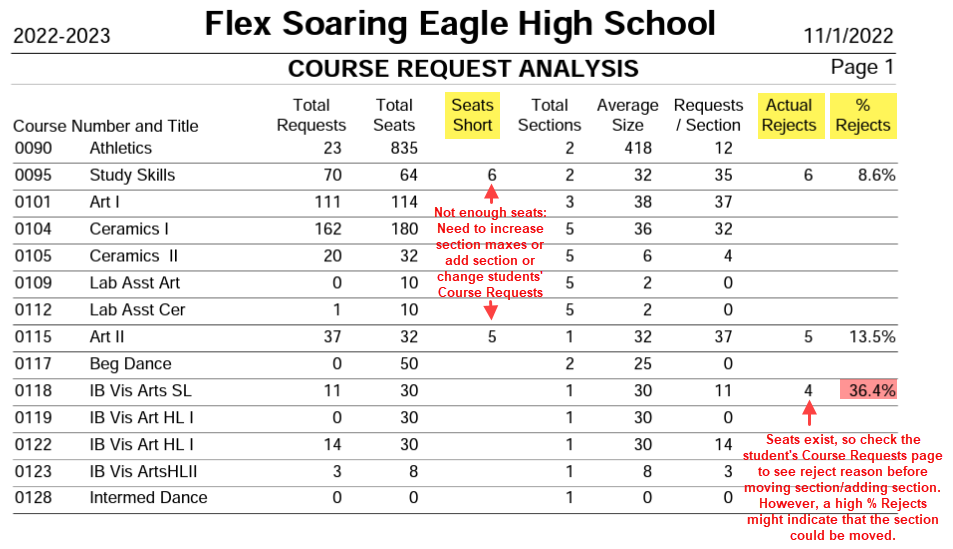 Flex Soaring Eagle High School
2022-2023 11/1/2022
COURSE REQUEST ANALYSIS Page 1
Total Total Seats Total Average Requests Actual %
Course Number and Title Requests Seats Short Sections Size / Section Rejects Rejects
0090 Athletics 23 835 2 418 12
0095 Study Skills 70 64 6 2 32 35 6 8.6%
0101 Art I 111 114 3 38 37
0104 Ceramics I 162 180 5 36 32
0105 Ceramics II 20 32 5 6 4
0109 Lab Asst Art 0 10 5 2 0
0112 Lab Asst Cer 1 10 5 2 0
0115 Art II 37 32 5 1 32 37 5 13.5%
0117 Beg Dance 0 50 2 25 0
0118 IB Vis Arts SL 11 30 1 30 11 4 36.4%
0119 IB Vis Art HL I 0 30 1 30 0
0122 IB Vis Art HL I 14 30 1 30 14
0123 IB Vis ArtsHLII 3 8 1 8 3
0128 Intermed Dance 0 0 1 0 0
Not enough seats:
Need to increase
section maxes or
add section or
change students'
Course Requests
Seats exist, so check the
student's Course Requests page
to see reject reason before
moving section/adding section.
However, a high % Rejects
might indicate that the section
could be moved.